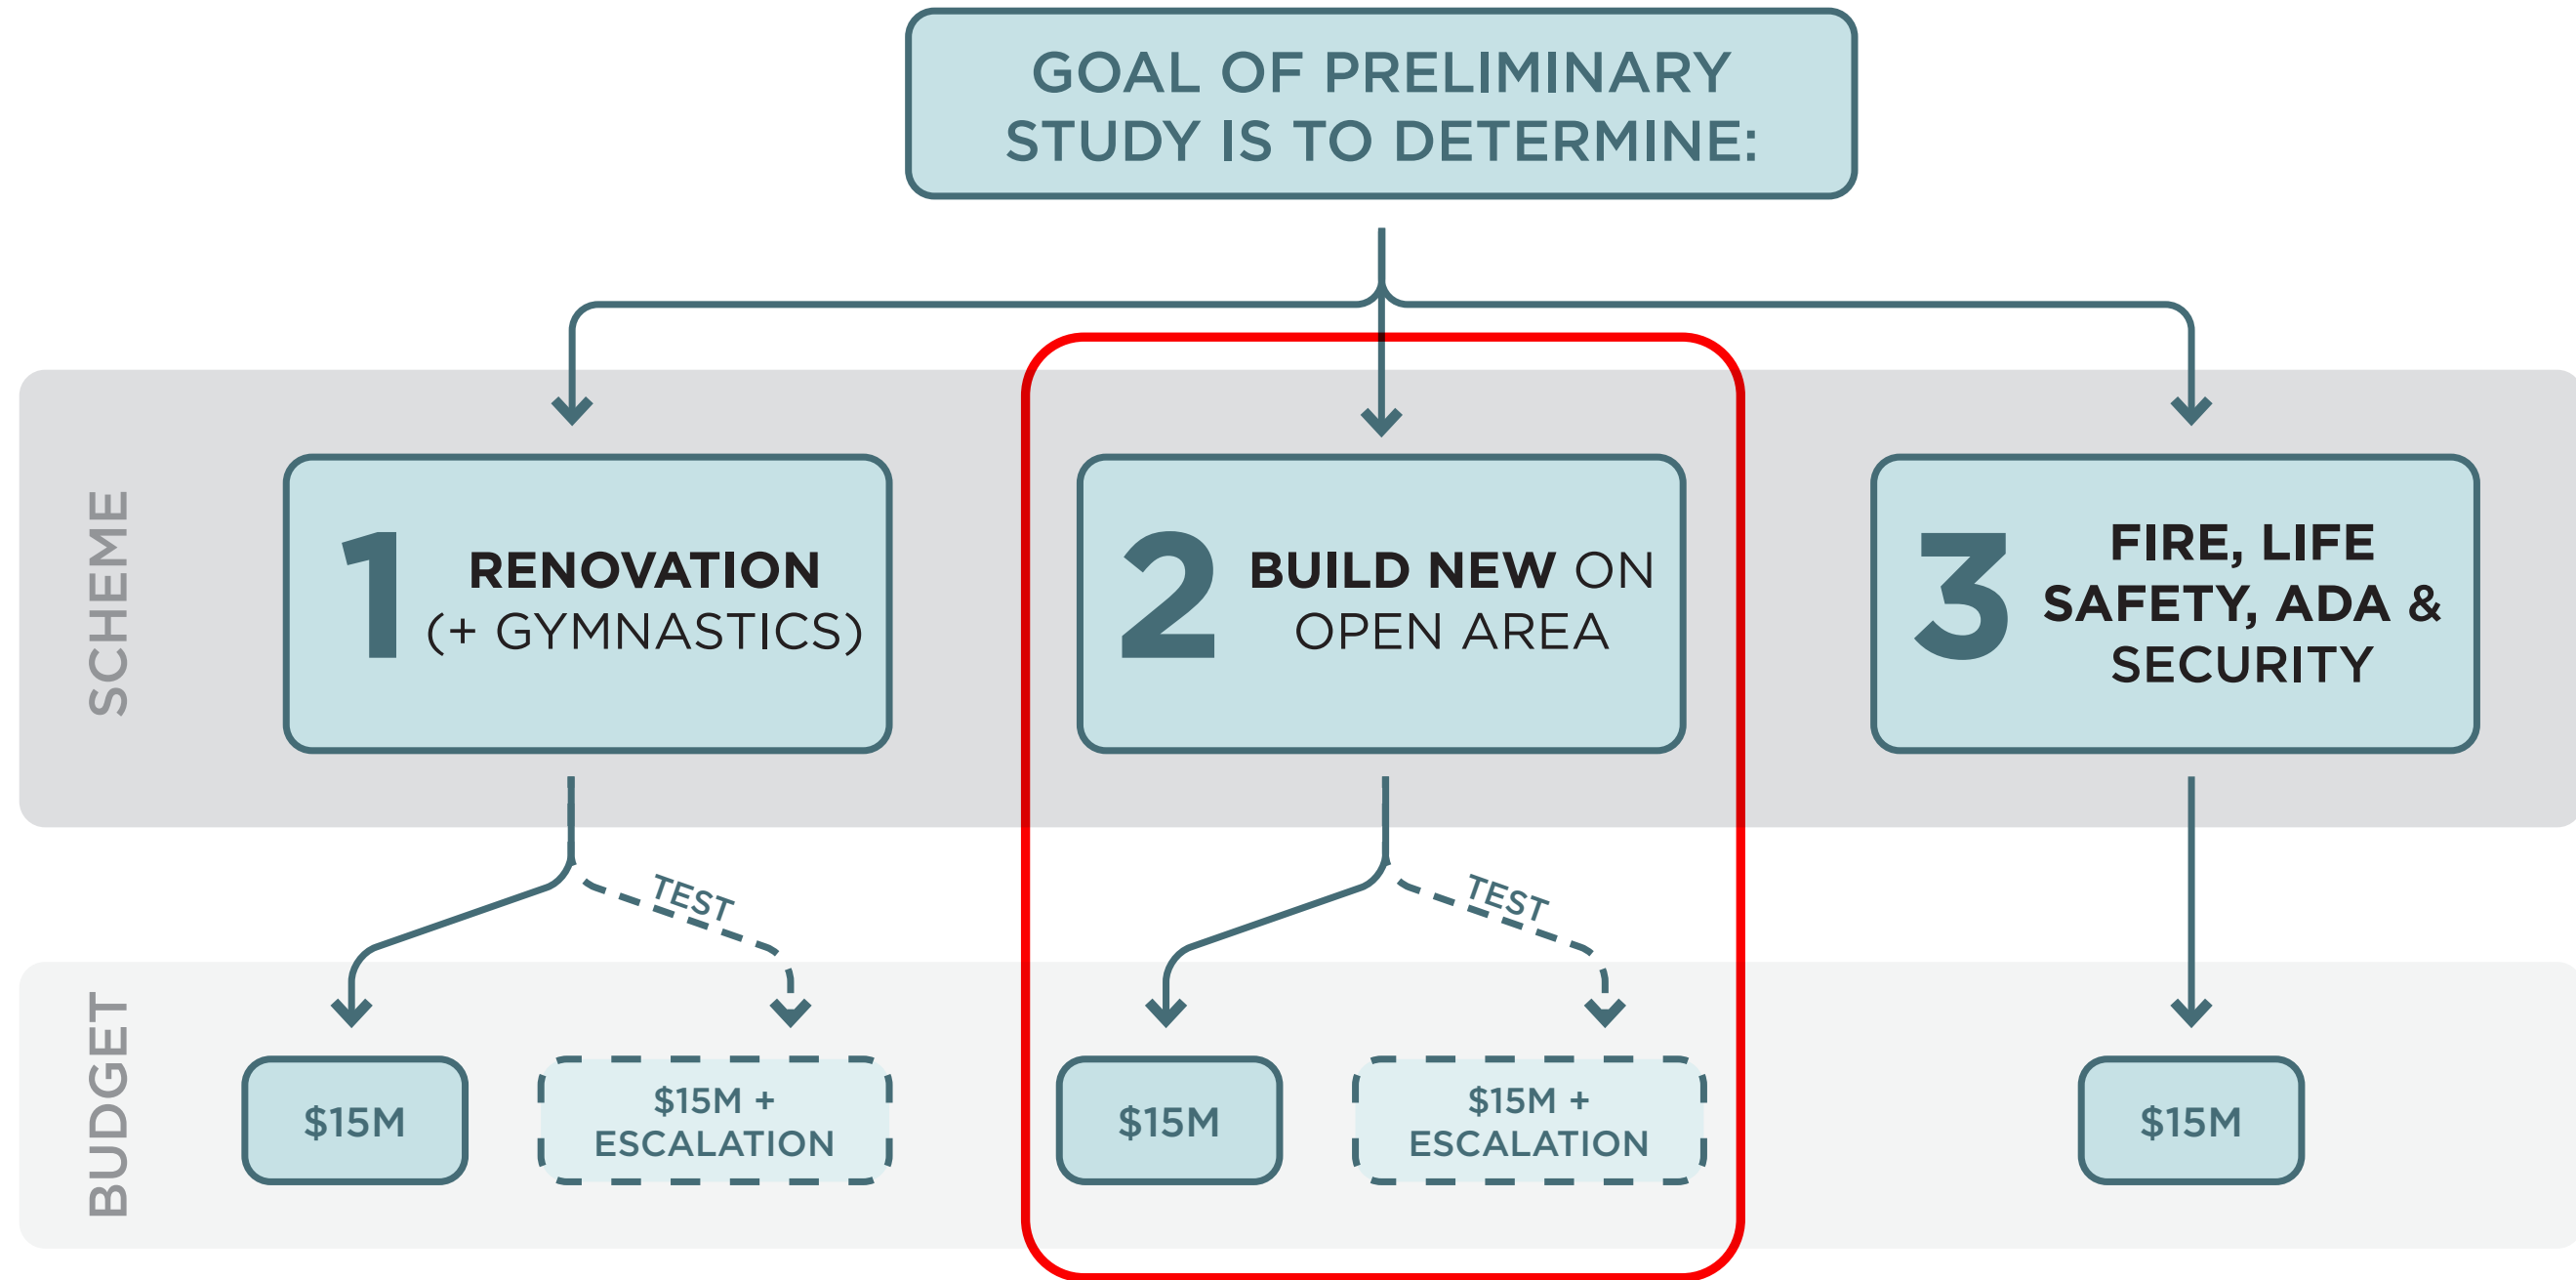 GOAL OF PRELIMINARY
STUDY IS TO DETERMINE:
SCHEME
1
RENOVATION
(+ GYMNASTICS)
2
BUILD NEW ON
OPEN AREA
3
FIRE, LIFE
SAFETY, ADA &
SECURITY
TEST
TEST
BUDGET
$15M
$15M +
ESCALATION
$15M
$15M +
ESCALATION
$15M